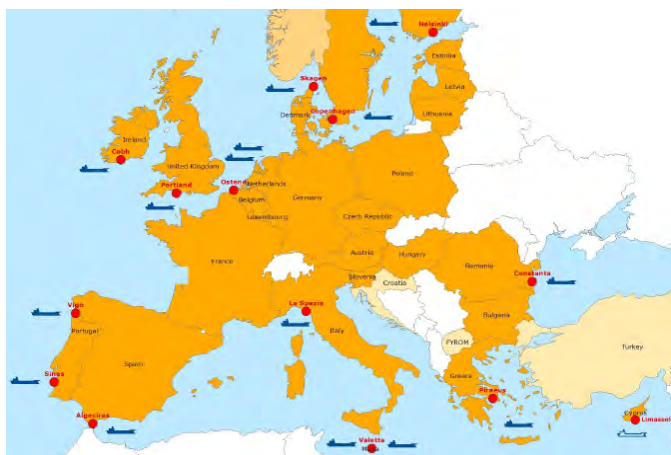 Helsinki
Estonia
Latvia
Lithuania
Skagen
Copenhagen
Denmark
Ireland
Cobh
United Kingdom
Portland
Ostend
Netherlands
Belgium
Luxembourg
Germany
Poland
Czech Republic
Austria
Hungary
Slovenia
Croatia
Romania
Constanta
France
La Spezia
Italy
Bulgaria
FYROM
Turkey
Vigo
Portugal
Spain
Sines
Algeciras
Greece
Piraeus
Valetta
Malta
Cyprus
Limassol